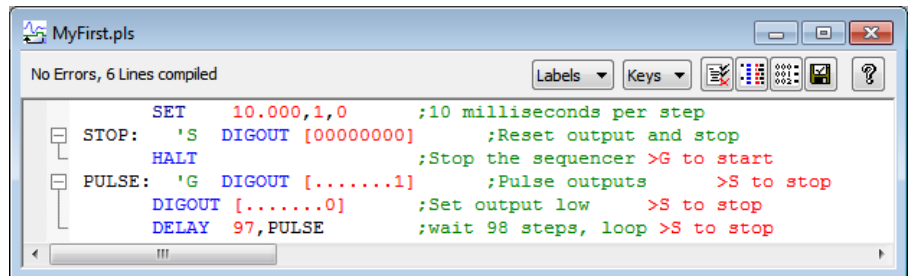 MyFirst.pls
No Errors, 6 Lines compiled Labels Keys
SET 10.000,1,0 ;10 milliseconds per step
STOP: 'S DIGOUT [00000000] ;Reset output and stop
HALT ;Stop the sequencer >G to start
PULSE: 'G DIGOUT [.......1] ;Pulse outputs >S to stop
DIGOUT [.......0] ;Set output low >S to stop
DELAY 97,PULSE ;wait 98 steps, loop >S to stop